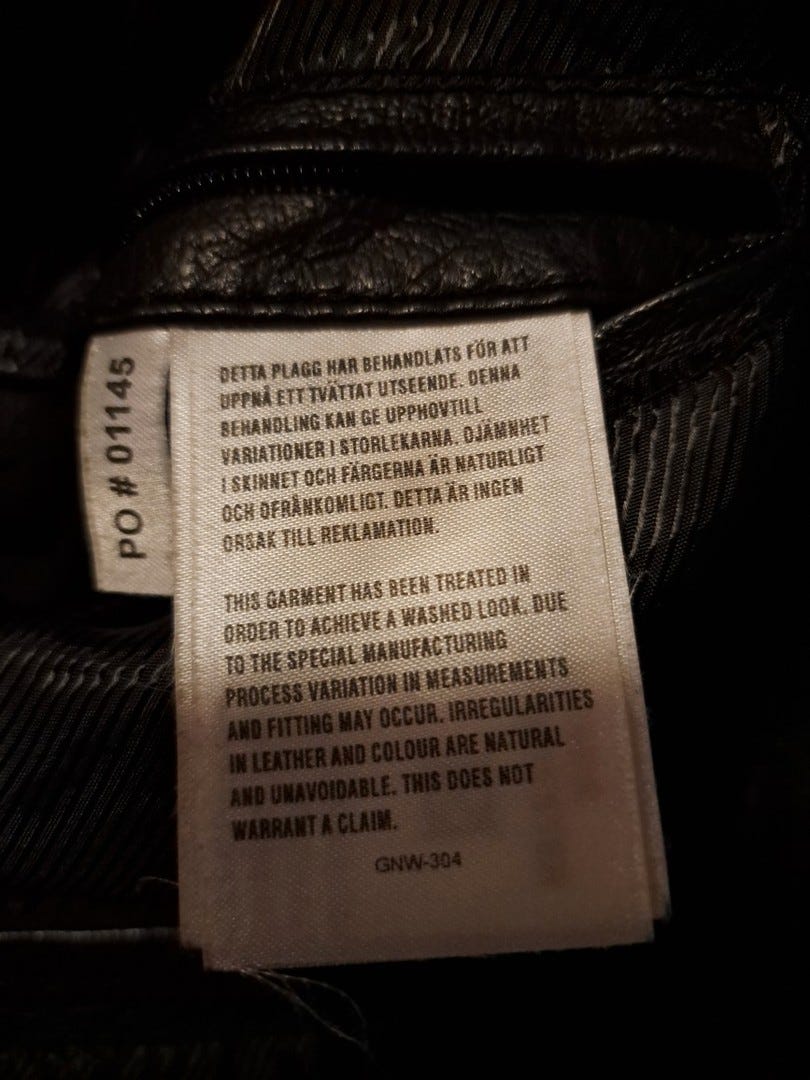 PO # 01145
DETTA PLAGG HAR BEHANDLATS FÖR ATT
UPPNÅ ETT TVÄTTAT UTSEENDE. DENNA
BEHANDLING KAN GE UPPHOVTILL
VARIATIONER I STORLEKARNA. OJÄMNHET
I SKINNET OCH FÄRGERNA ÄR NATURLIGT
OCH OFRÅNKOMLIGT. DETTA ÄR INGEN
ORSAK TILL REKLAMATION.
THIS GARMENT HAS BEEN TREATED IN
ORDER TO ACHIEVE A WASHED LOOK. DUE
TO THE SPECIAL MANUFACTURING
PROCESS VARIATION IN MEASUREMENTS
AND FITTING MAY OCCUR. IRREGULARITIES
IN LEATHER AND COLOUR ARE NATURAL
AND UNAVOIDABLE. THIS DOES NOT
WARRANT A CLAIM.
GNW-304